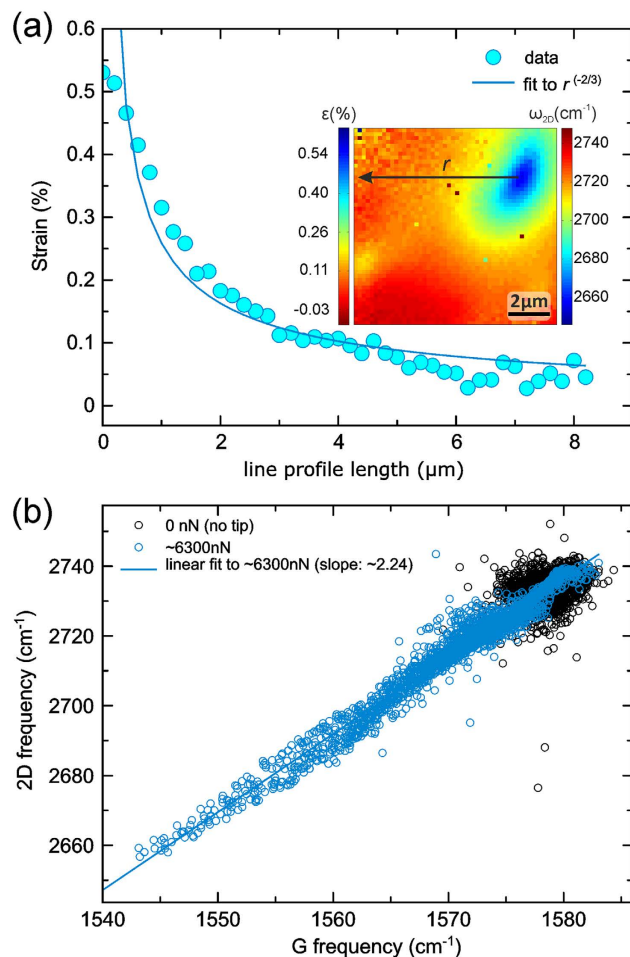 (a)
0.6
0.5
0.4
0.3
0.2
0.1
0
Strain (%)
data
fit to r^(-2/3)
ε(%)
0.54
0.40
0.26
0.11
-0.03
r
2μm
ω2D(cm-1)
2740
2720
2700
2680
2660
0 2 4 6 8
line profile length (μm)
(b)
0 nN (no tip)
~6300nN
linear fit to ~6300nN (slope: ~2.24)
2740
2720
2700
2680
2660
2D frequency (cm-1)
1540 1550 1560 1570 1580
G frequency (cm-1)